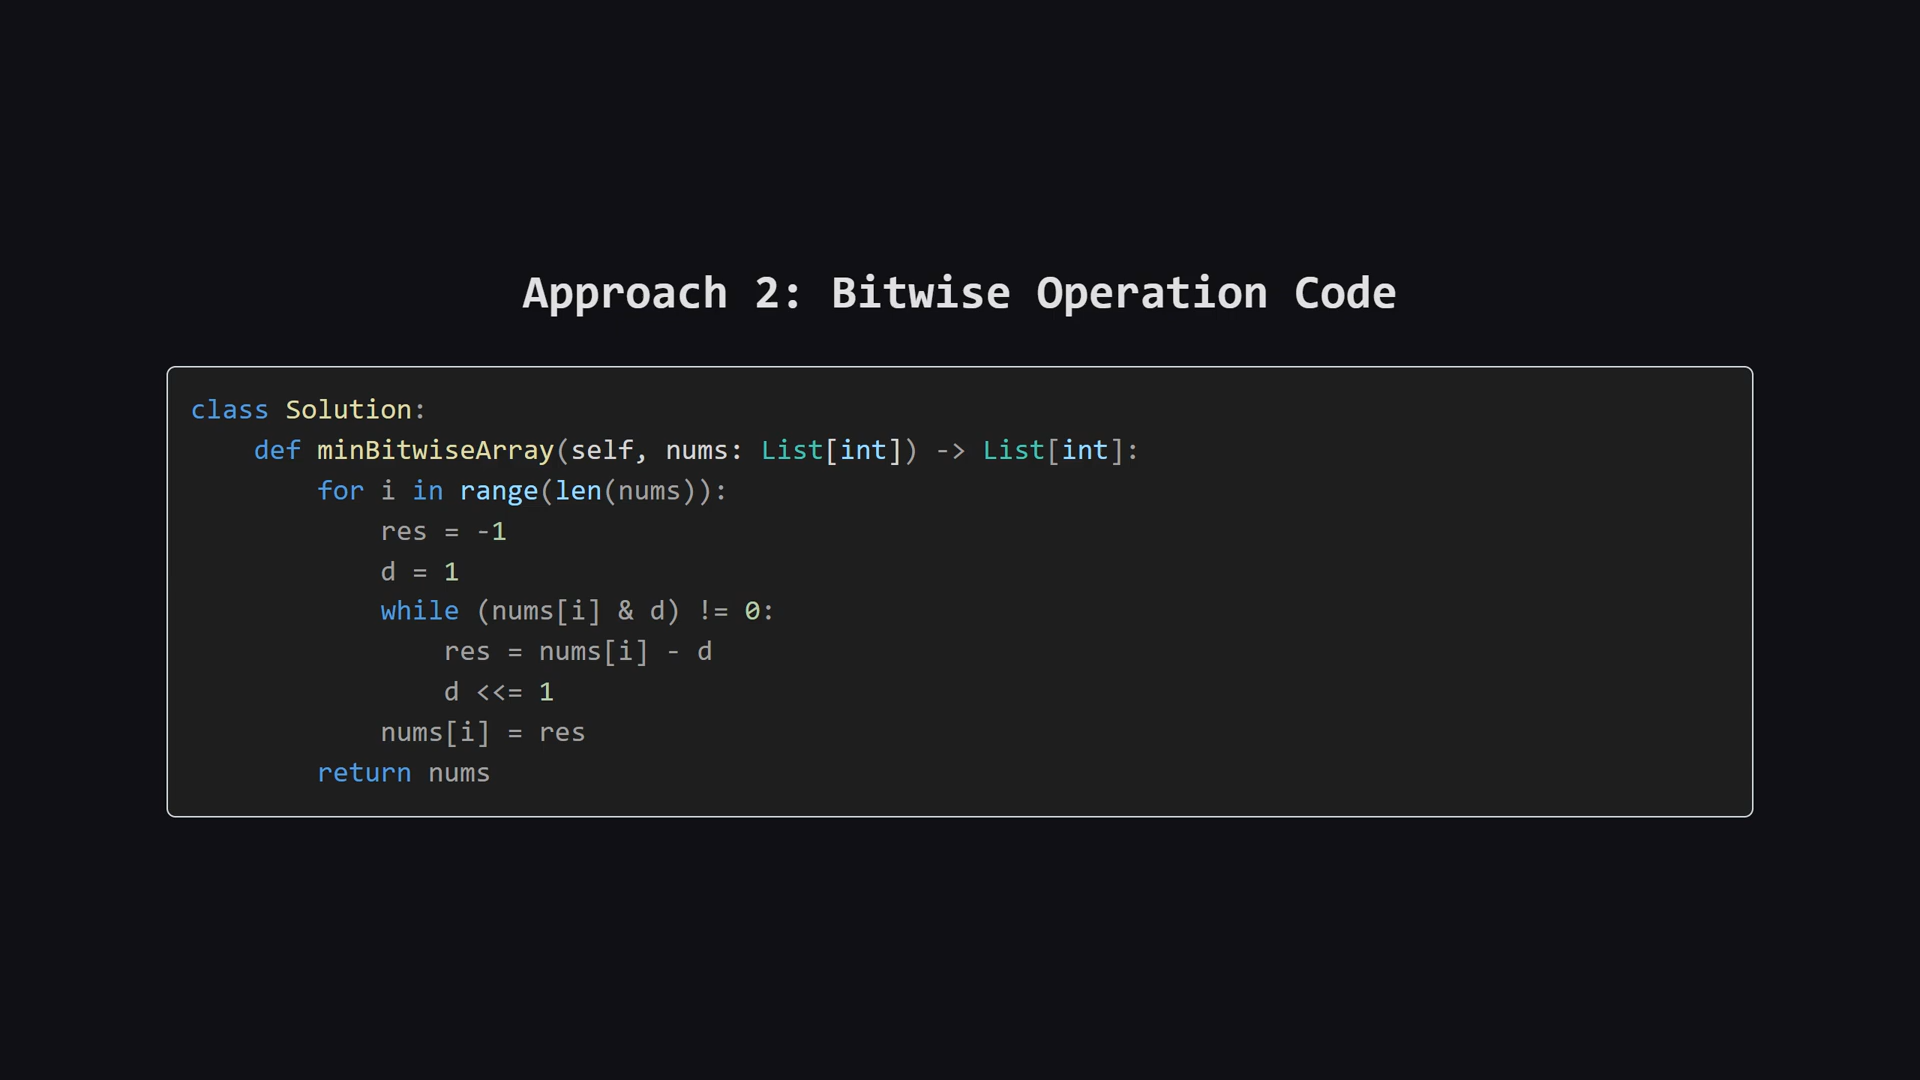 Approach 2: Bitwise Operation Code
class Solution:
    def minBitwiseArray(self, nums: List[int]) -> List[int]:
        for i in range(len(nums)):
            res = -1
            d = 1
            while (nums[i] & d) != 0:
                res = nums[i] - d
                d <<= 1
            nums[i] = res
        return nums